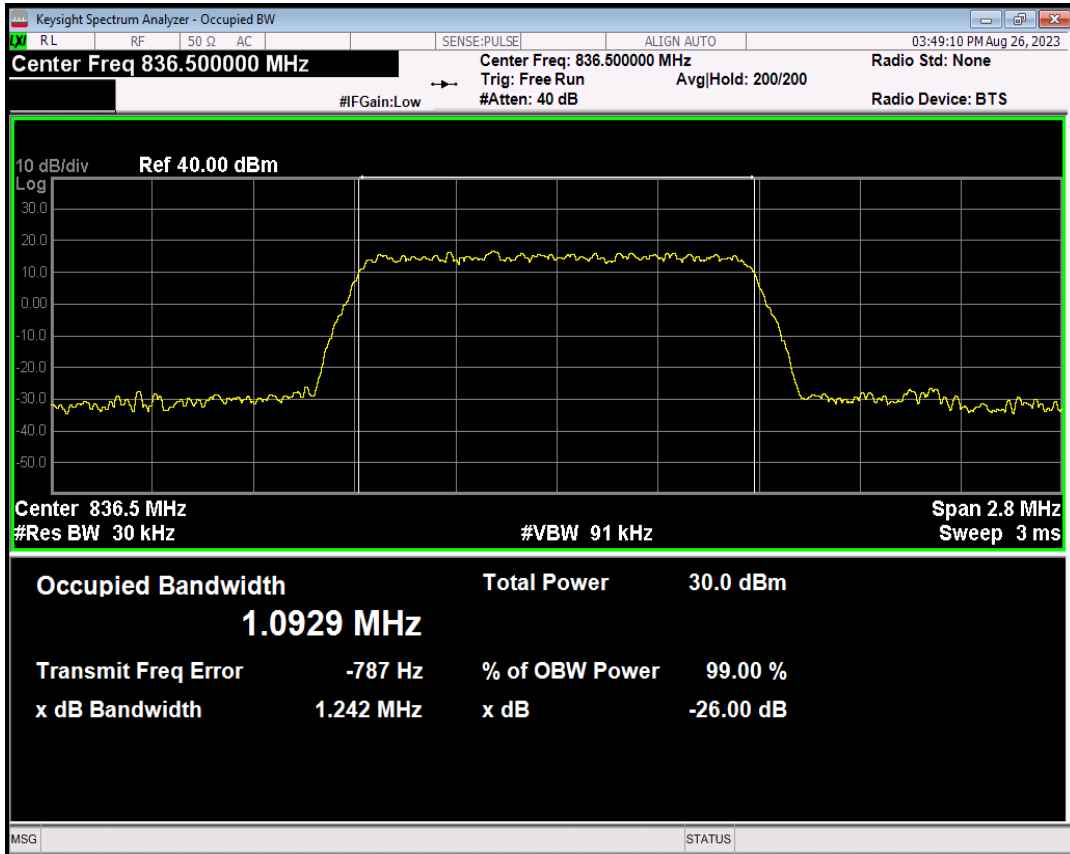 Keysight Spectrum Analyzer - Occupied BW
LXI RL RF 50 Ω AC SENSE:PULSE ALIGN AUTO 03:49:10 PM Aug 26, 2023
Center Freq 836.500000 MHz Center Freq: 836.500000 MHz Radio Std: None
Trig: Free Run Avg|Hold: 200/200
#IFGain:Low #Atten: 40 dB Radio Device: BTS
10 dB/div Ref 40.00 dBm
Log
30.0
20.0
10.0
0.00
-10.0
-20.0
-30.0
-40.0
-50.0
Center 836.5 MHz Span 2.8 MHz
#Res BW 30 kHz #VBW 91 kHz Sweep 3 ms
Occupied Bandwidth Total Power 30.0 dBm
1.0929 MHz
Transmit Freq Error -787 Hz % of OBW Power 99.00 %
x dB Bandwidth 1.242 MHz x dB -26.00 dB
MSG STATUS